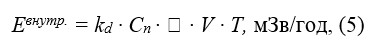 Eвнутр. = kd · Cn · □ · V · T, мЗв/год, (5)